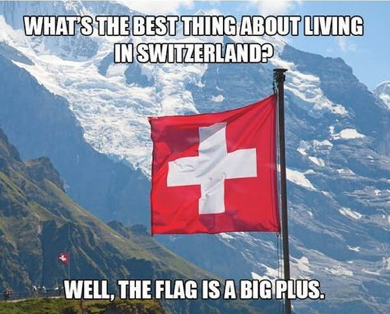 WHAT'S THE BEST THING ABOUT LIVING
IN SWITZERLAND?
WELL, THE FLAG IS A BIG PLUS.